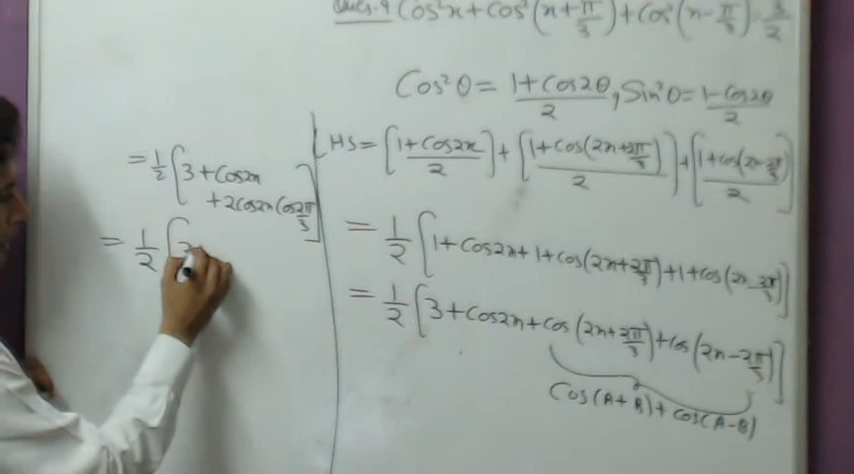 Ques-9 Cos²x + Cos²(x + π/3) + Cos²(x - π/3) = 3/2
Cos²θ = (1 + Cos2θ)/2, Sin²θ = (1 - Cos2θ)/2
LHS = [(1 + Cos2x)/2] + [(1 + Cos(2x + 2π/3))/2] + [(1 + Cos(2x - 2π/3))/2]
= 1/2 [1 + Cos2x + 1 + Cos(2x + 2π/3) + 1 + Cos(2x - 2π/3)]
= 1/2 [3 + Cos2x + Cos(2x + 2π/3) + Cos(2x - 2π/3)]
Cos(A + B) + Cos(A - B)
= 1/2 [3 + Cos2x
+ 2Cos2x Cos2π/3]
= 1/2 [3